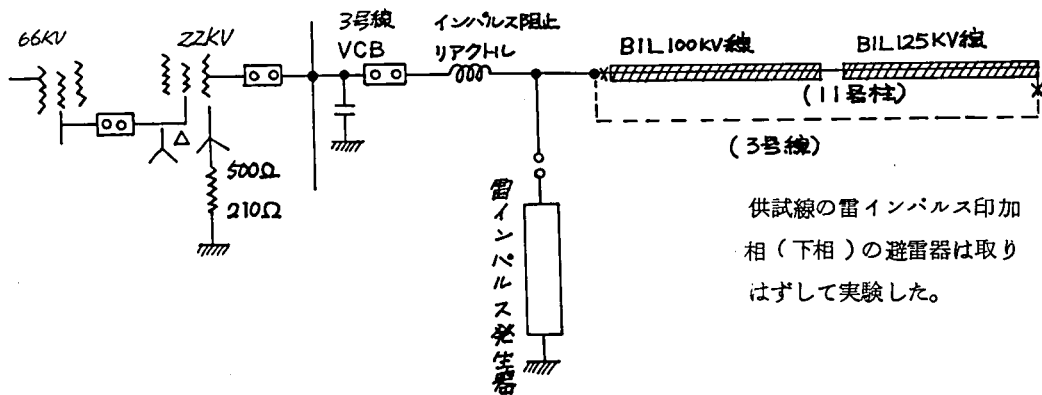 66KV
22KV
500Ω
210Ω
3号線
VCB
インパルス阻止
リアクトル
雷インパルス発生器
BIL100KV線
BIL125KV線
(11号柱)
(3号線)
供試線の雷インパルス印加
相(下相)の避雷器は取り
はずして実験した。